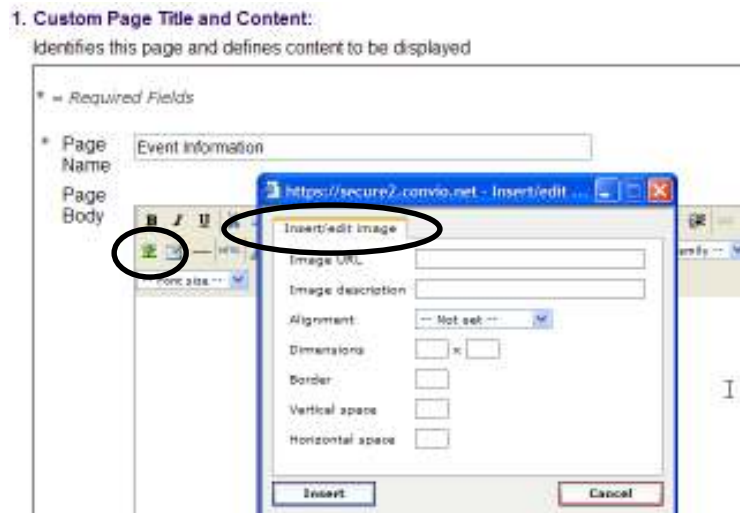 1. Custom Page Title and Content:
Identifies this page and defines content to be displayed
* = Required Fields
* Page Name
Event Information
Page Body
https://secure2.convio.net - Insert/edit ...
B I U
Insert/edit image
-- Font size --
Image URL
Image description
Alignment
-- Not set --
Dimensions
x
Border
Vertical space
Horizontal space
Insert
Cancel